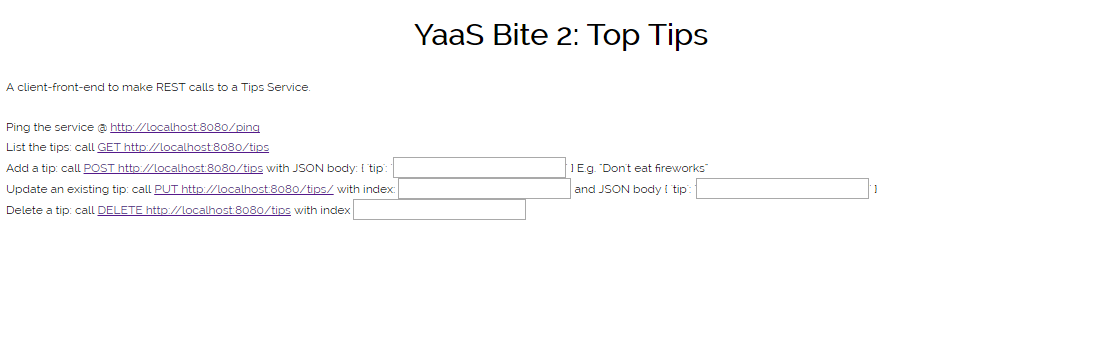 YaaS Bite 2: Top Tips
A client-front-end to make REST calls to a Tips Service.
Ping the service @ http://localhost:8080/ping
List the tips: call GET http://localhost:8080/tips
Add a tip: call POST http://localhost:8080/tips with JSON body: { 'tip': ' ' } E.g. "Don't eat fireworks"
Update an existing tip: call PUT http://localhost:8080/tips/ with index: and JSON body { 'tip': ' ' }
Delete a tip: call DELETE http://localhost:8080/tips with index